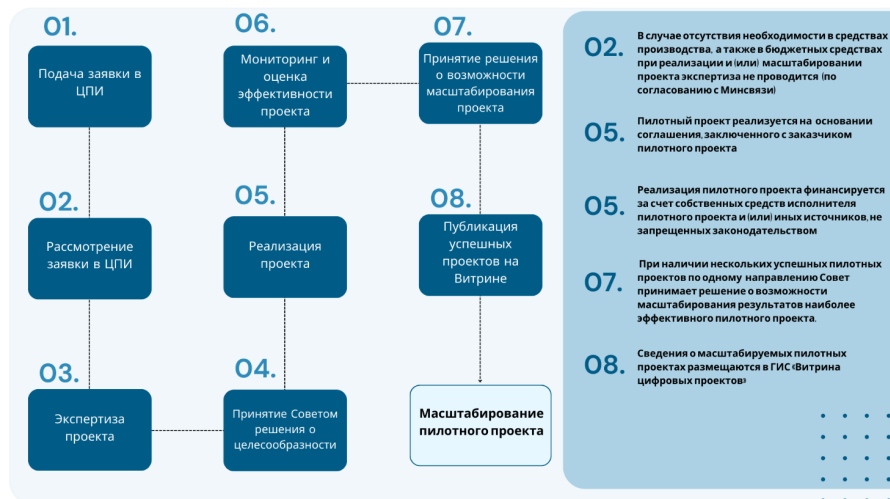 01.
Подача заявки в
ЦПИ
02.
Рассмотрение
заявки в ЦПИ
03.
Экспертиза
проекта
04.
Принятие Советом
решения о
целесообразности
05.
Реализация
проекта
06.
Мониторинг и
оценка
эффективности
проекта
07.
Принятие решения
о возможности
масштабирования
проекта
08.
Публикация
успешных
проектов на
Витрине
Масштабирование
пилотного проекта
02.
В случае отсутствия необходимости в средствах
производства, а также в бюджетных средствах
при реализации и (или) масштабировании
проекта экспертиза не проводится (по
согласованию с Минсвязи)
05.
Пилотный проект реализуется на основании
соглашения, заключенного с заказчиком
пилотного проекта
05.
Реализация пилотного проекта финансируется
за счет собственных средств исполнителя
пилотного проекта и (или) иных источников, не
запрещенных законодательством
07.
При наличии нескольких успешных пилотных
проектов по одному направлению Совет
принимает решение о возможности
масштабирования результатов наиболее
эффективного пилотного проекта.
08.
Сведения о масштабируемых пилотных
проектах размещаются в ГИС «Витрина
цифровых проектов»